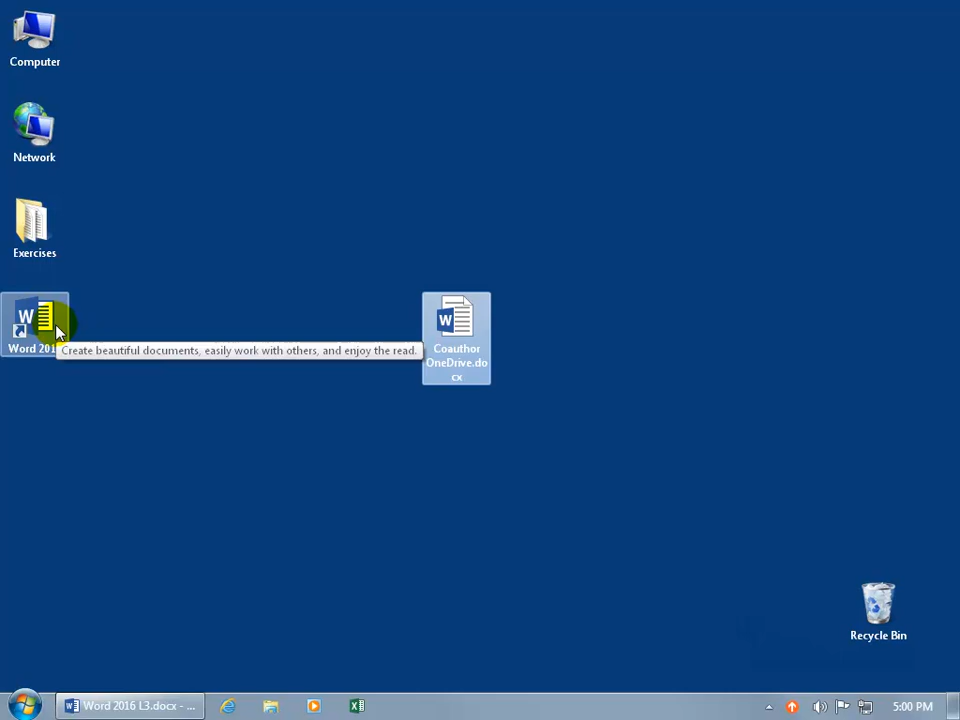 Computer
Network
Exercises
Word 201
Create beautiful documents, easily work with others, and enjoy the read.
Coauthor
OneDrive.do
cx
Recycle Bin
Word 2016 L3.docx - ...
5:00 PM